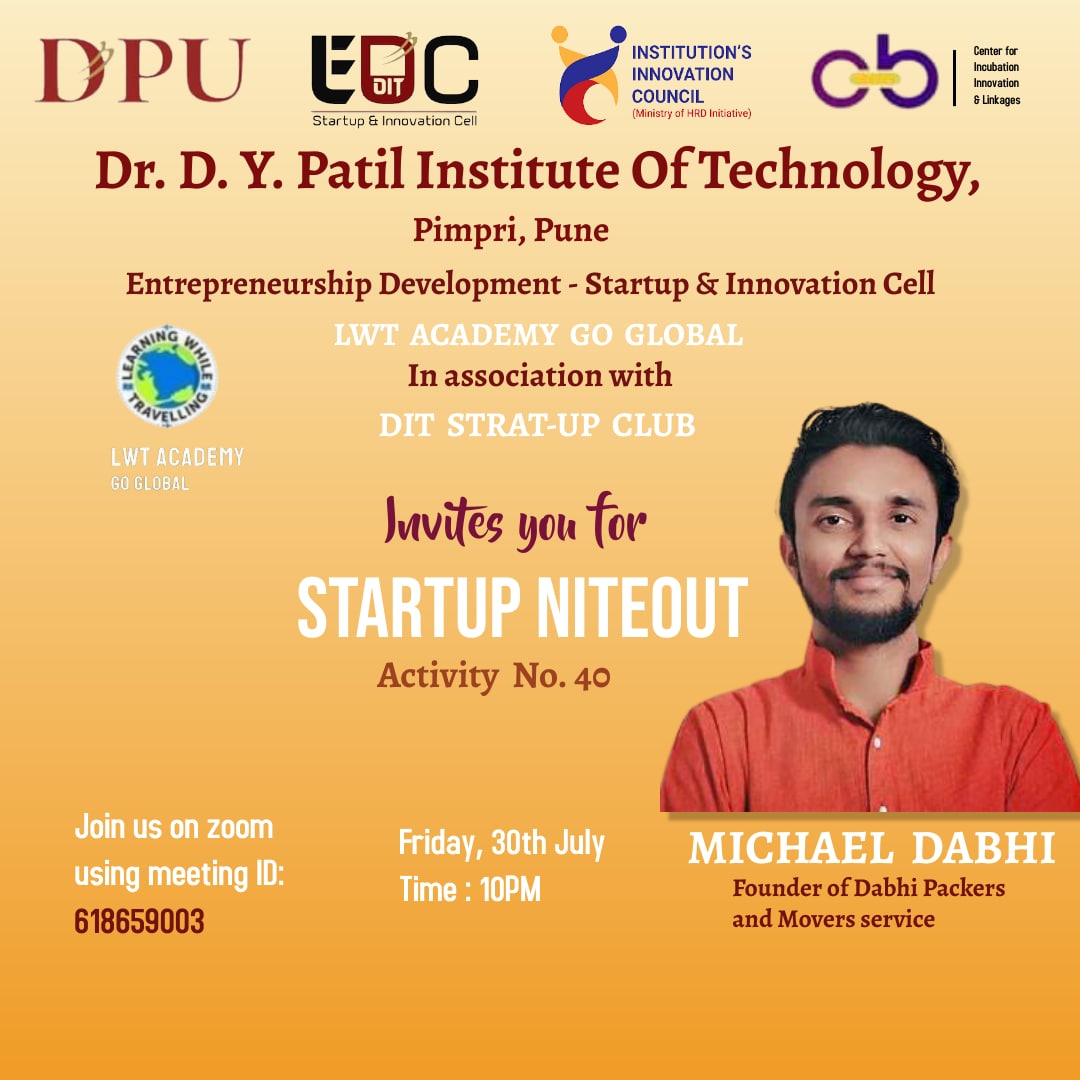 DPU
EDC
DIT
Startup & Innovation Cell
INSTITUTION'S
INNOVATION
COUNCIL
(Ministry of HRD Initiative)
Center for
Incubation
Innovation
& Linkages
Dr. D. Y. Patil Institute Of Technology,
Pimpri, Pune
Entrepreneurship Development - Startup & Innovation Cell
LWT ACADEMY GO GLOBAL
In association with
DIT STRAT-UP CLUB
LEARNING WHILE
TRAVELLING
LWT ACADEMY
GO GLOBAL
Invites you for
STARTUP NITEOUT
Activity No. 40
Join us on zoom
using meeting ID:
618659003
Friday, 30th July
Time : 10PM
MICHAEL DABHI
Founder of Dabhi Packers
and Movers service